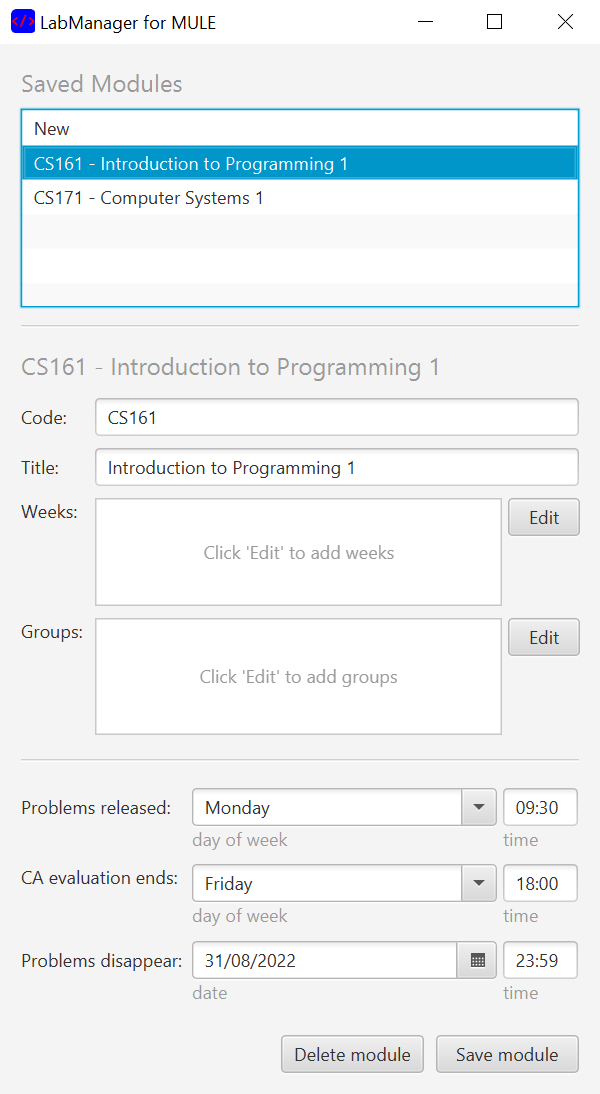 </> LabManager for MULE
Saved Modules
New
CS161 - Introduction to Programming 1
CS171 - Computer Systems 1
CS161 - Introduction to Programming 1
Code: CS161
Title: Introduction to Programming 1
Weeks: Edit
Click 'Edit' to add weeks
Groups: Edit
Click 'Edit' to add groups
Problems released: Monday 09:30
day of week time
CA evaluation ends: Friday 18:00
day of week time
Problems disappear: 31/08/2022 23:59
date time
Delete module Save module